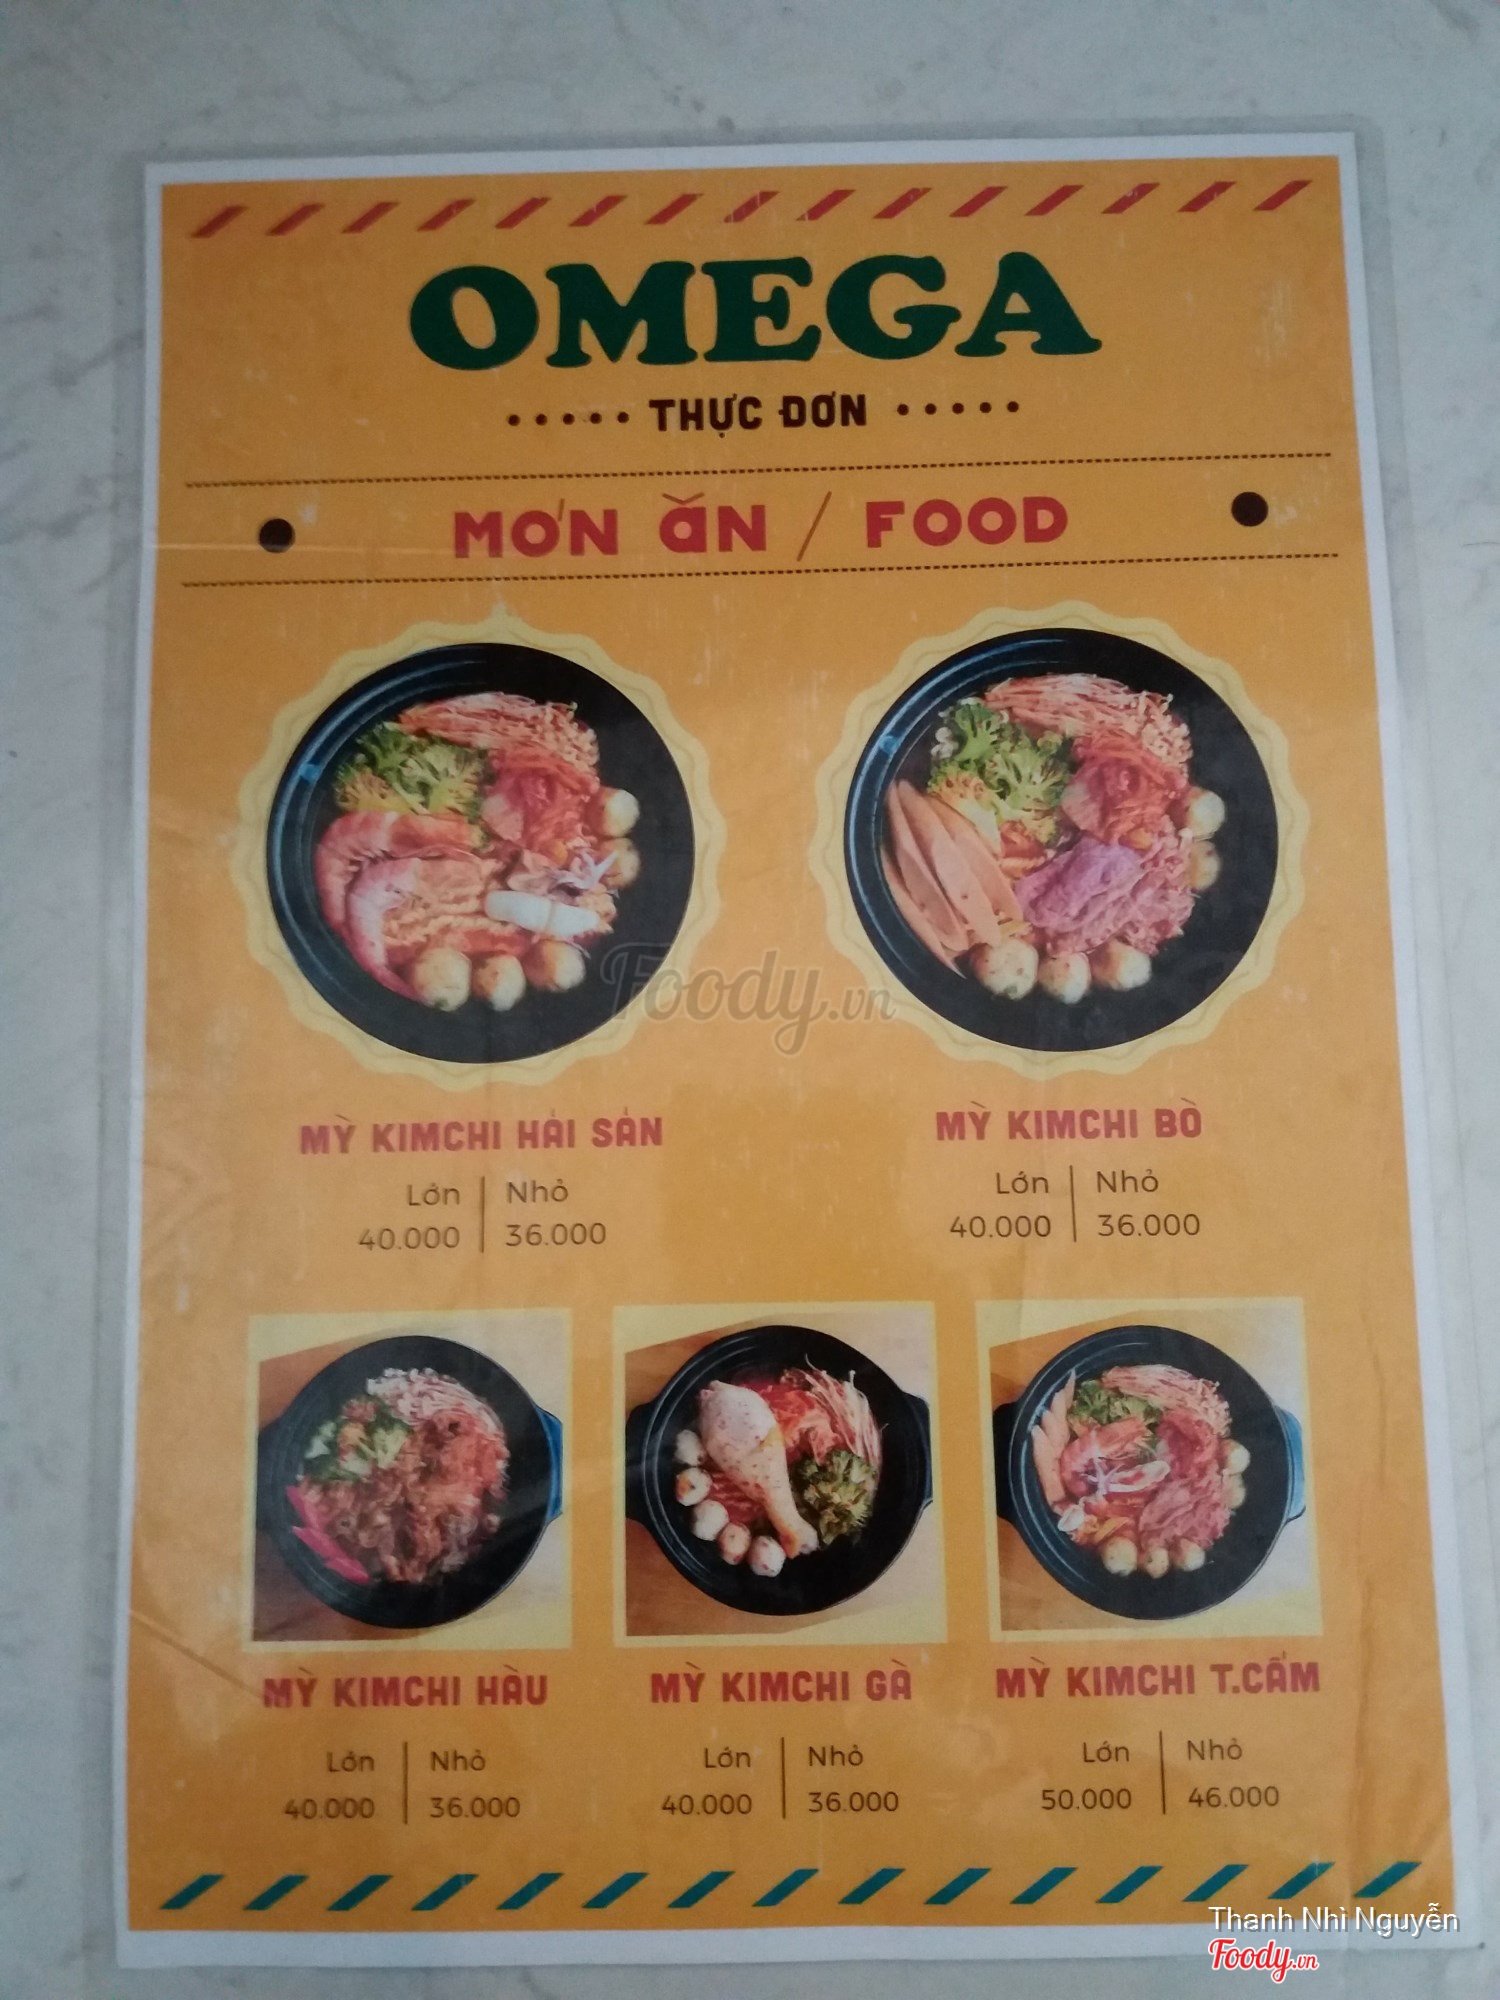 OMEGA
THỰC ĐƠN
MÓN ĂN / FOOD
Foody.vn
MỲ KIMCHI HẢI SẢN
Lớn | Nhỏ
40.000 | 36.000
MỲ KIMCHI BÒ
Lớn | Nhỏ
40.000 | 36.000
MỲ KIMCHI HÀU
Lớn | Nhỏ
40.000 | 36.000
MỲ KIMCHI GÀ
Lớn | Nhỏ
40.000 | 36.000
MỲ KIMCHI T.CẨM
Lớn | Nhỏ
50.000 | 46.000
Thanh Nhì Nguyễn
Foody.vn